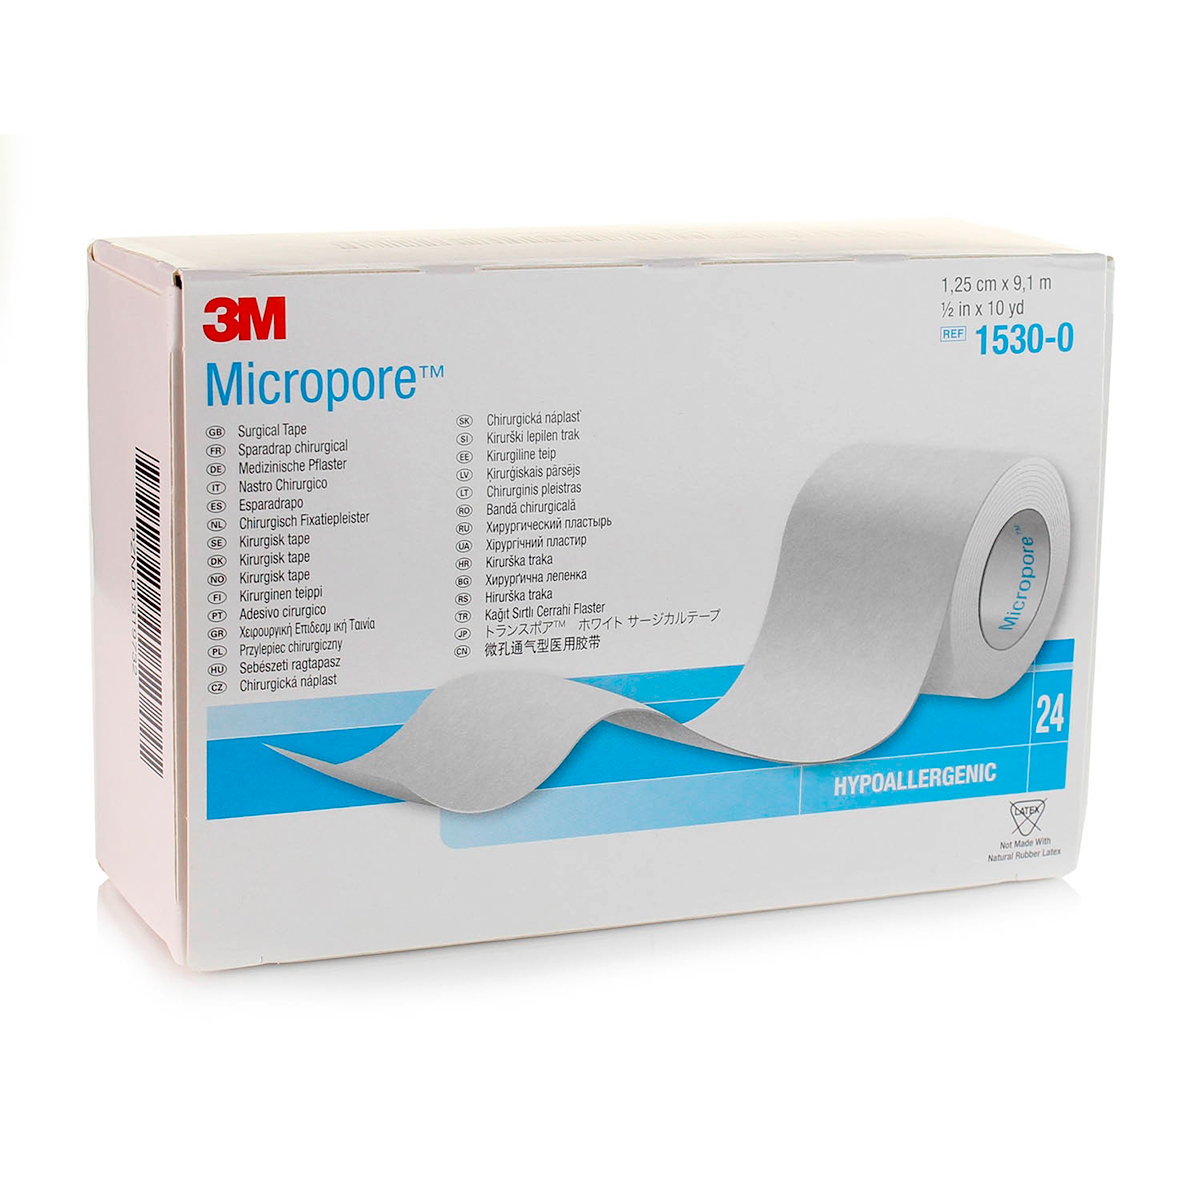 3M
Micropore™
1,25 cm x 9,1 m
½ in x 10 yd
REF 1530-0
GB Surgical Tape
FR Sparadrap chirurgical
DE Medizinische Pflaster
IT Nastro Chirurgico
ES Esparadrapo
NL Chirurgisch Fixatiepleister
SE Kirurgisk tape
DK Kirurgisk tape
NO Kirurgisk tape
FI Kirurginen teippi
PT Adesivo cirurgico
GR Χειρουργική Επιδεσμ ική Ταινία
PL Przylepiec chirurgiczny
HU Sebészeti ragtapasz
CZ Chirurgická náplast
SK Chirurgická náplasť
SI Kirurški lepilen trak
EE Kirurgiline teip
LV Ķirurģiskais pārsējs
LT Chirurginis pleistras
RO Bandă chirurgicală
RU Хирургический пластырь
UA Хірургічний пластир
HR Kirurška traka
BG Хирургична лепенка
RS Hirurška traka
TR Kağıt Sırtlı Cerrahi Flaster
JP トランスポア™ ホワイト サージカルテープ
CN 微孔通气型医用胶带
Micropore™
24
HYPOALLERGENIC
LATEX
Not Made With
Natural Rubber Latex